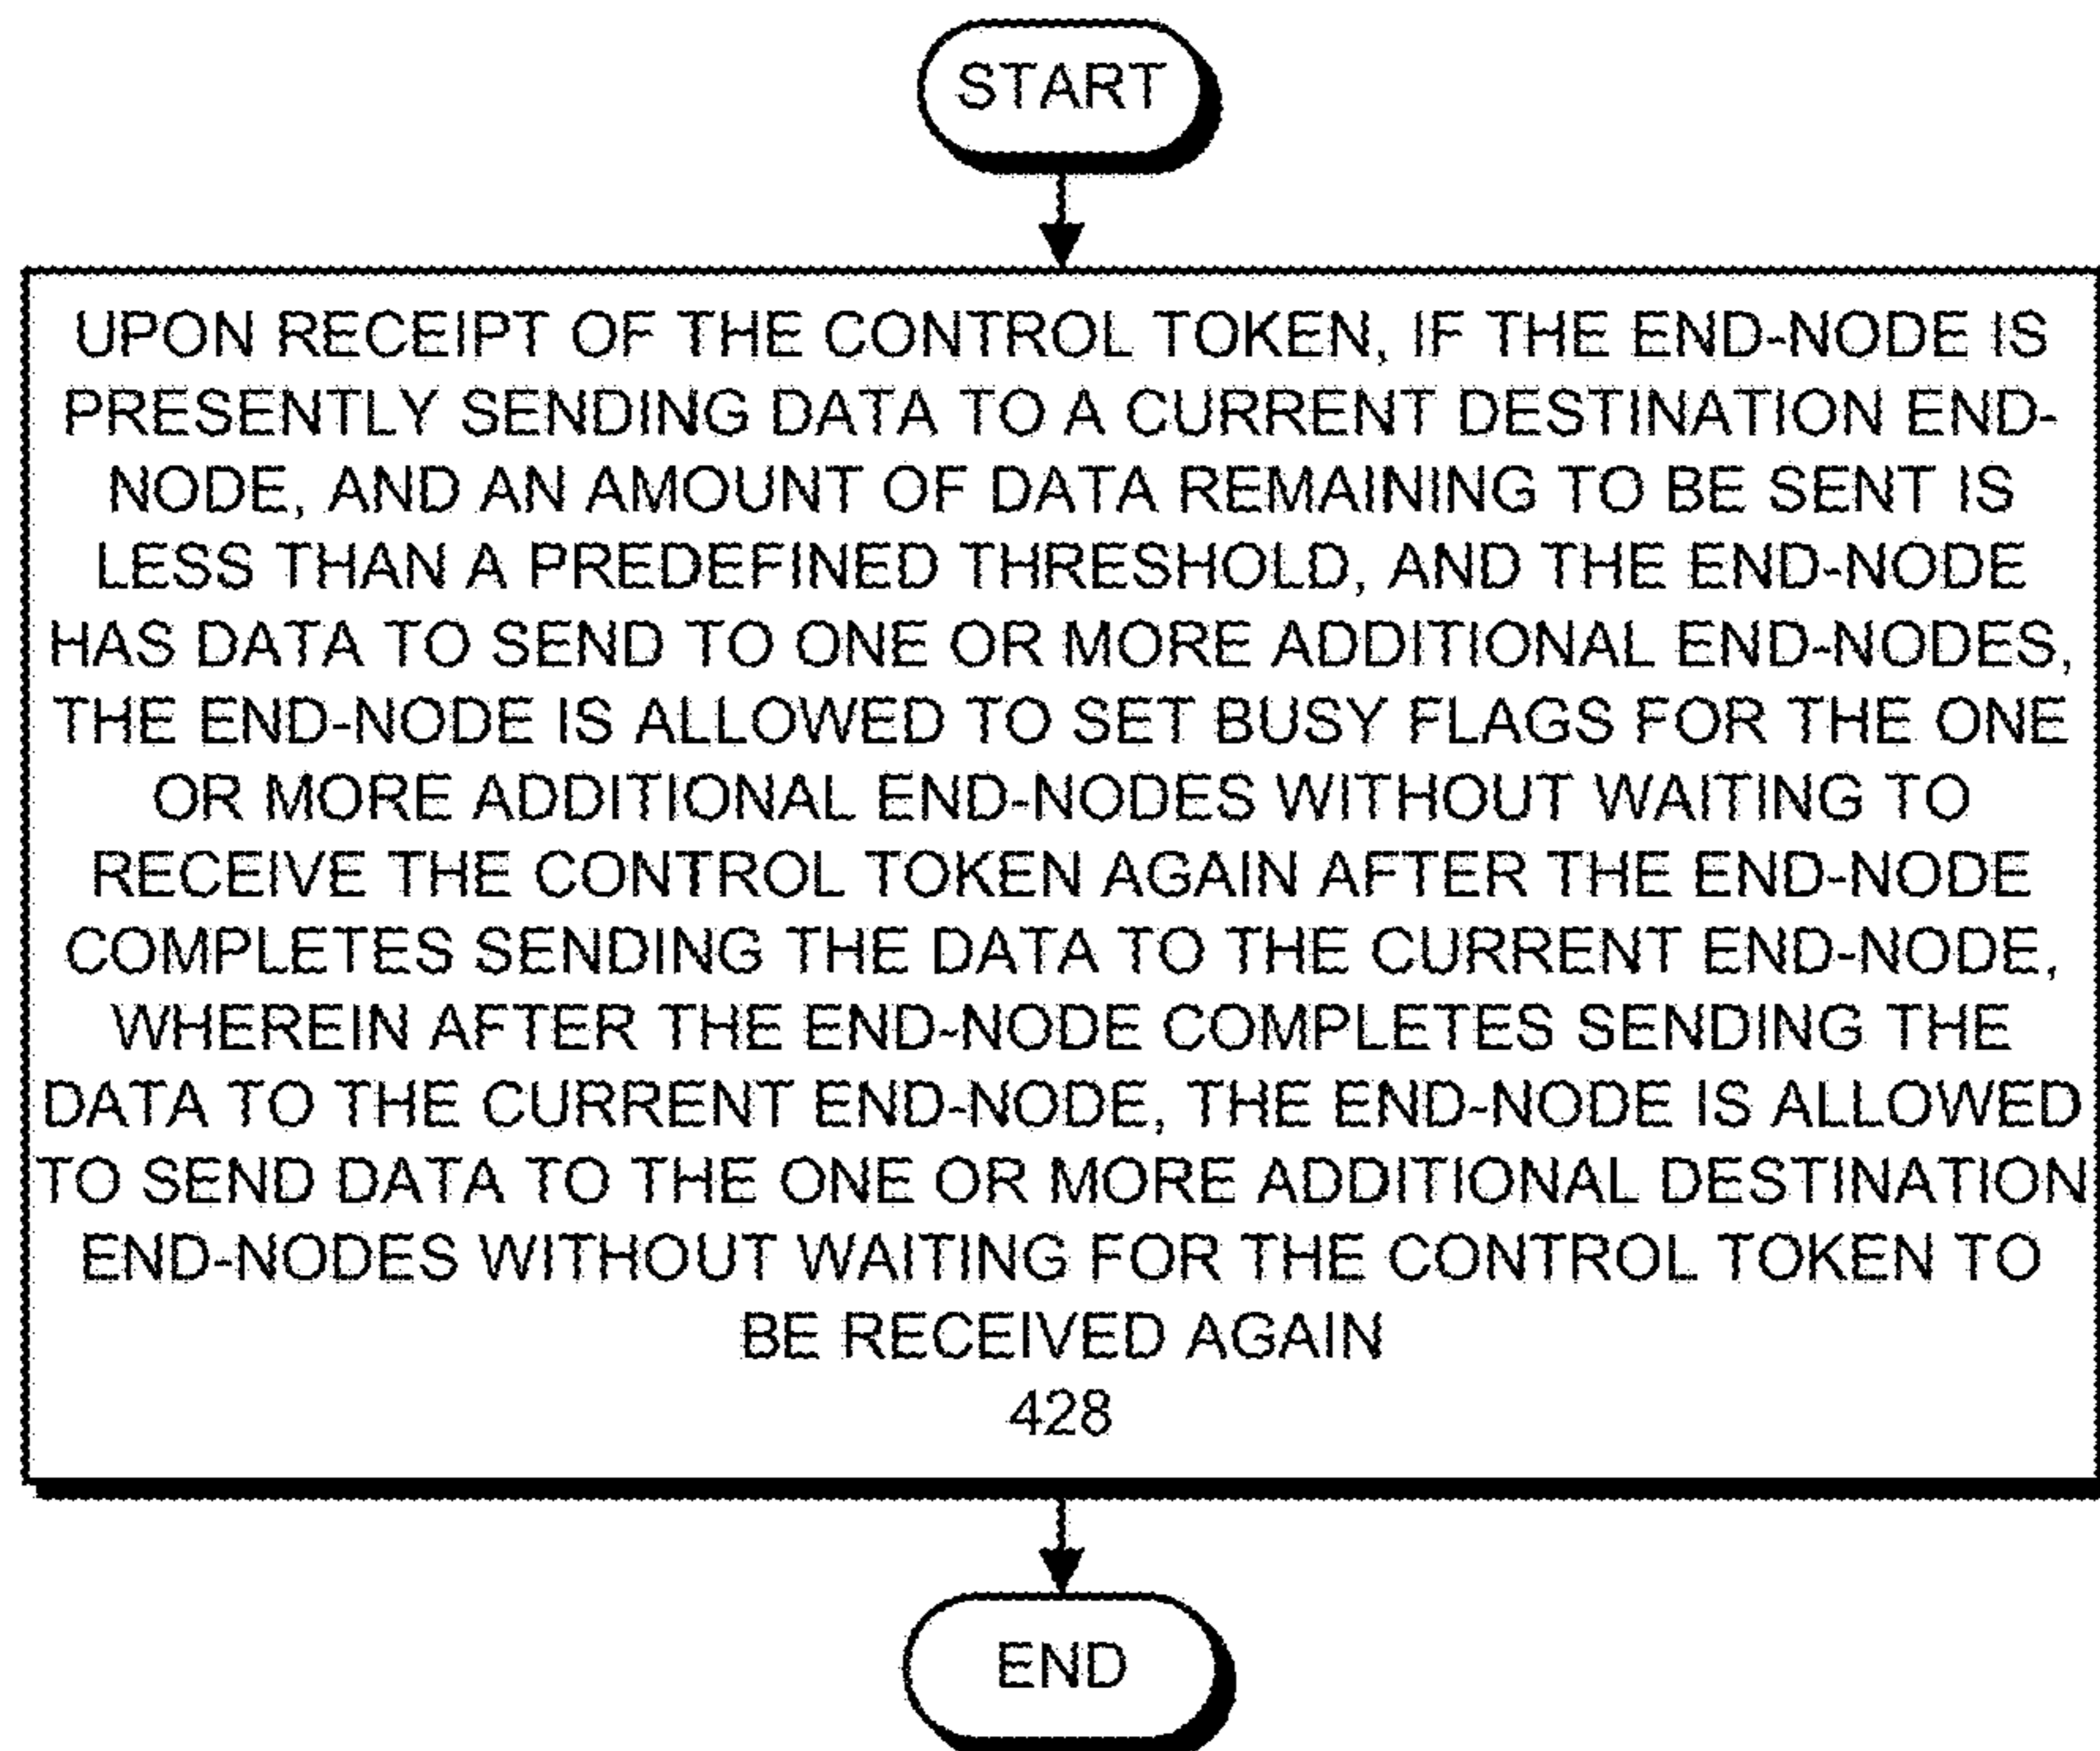 START
UPON RECEIPT OF THE CONTROL TOKEN, IF THE END-NODE IS
PRESENTLY SENDING DATA TO A CURRENT DESTINATION END-
NODE, AND AN AMOUNT OF DATA REMAINING TO BE SENT IS
LESS THAN A PREDEFINED THRESHOLD, AND THE END-NODE
HAS DATA TO SEND TO ONE OR MORE ADDITIONAL END-NODES,
THE END-NODE IS ALLOWED TO SET BUSY FLAGS FOR THE ONE
OR MORE ADDITIONAL END-NODES WITHOUT WAITING TO
RECEIVE THE CONTROL TOKEN AGAIN AFTER THE END-NODE
COMPLETES SENDING THE DATA TO THE CURRENT END-NODE,
WHEREIN AFTER THE END-NODE COMPLETES SENDING THE
DATA TO THE CURRENT END-NODE, THE END-NODE IS ALLOWED
TO SEND DATA TO THE ONE OR MORE ADDITIONAL DESTINATION
END-NODES WITHOUT WAITING FOR THE CONTROL TOKEN TO
BE RECEIVED AGAIN
428
END